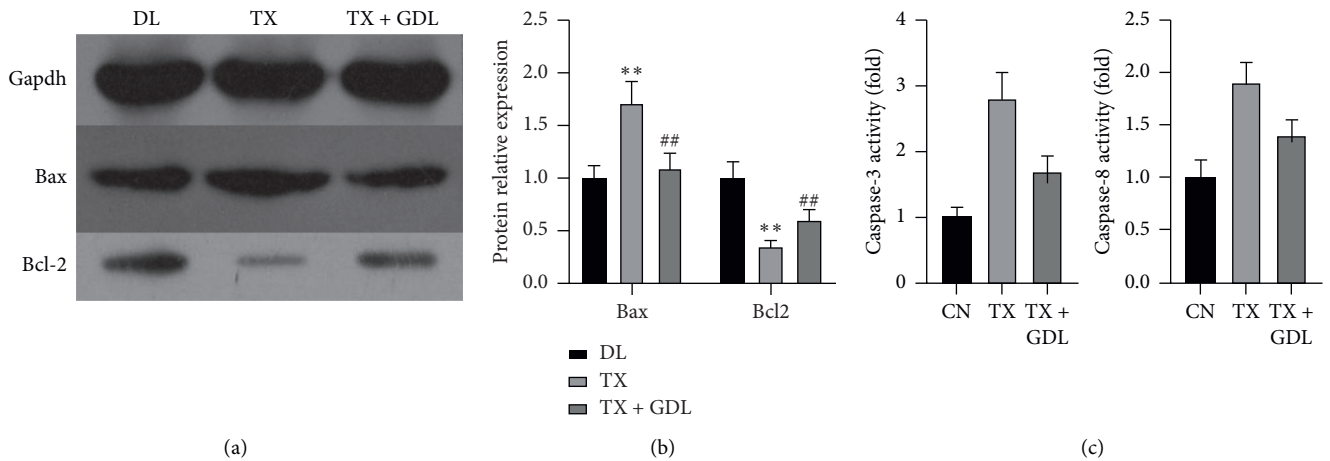 DL TX TX + GDL
Gapdh
Bax
Bcl-2
(a)
Protein relative expression
2.5
2.0
1.5
1.0
0.5
0.0
** ## ** ##
Bax Bcl2
DL
TX
TX + GDL
(b)
Caspase-3 activity (fold)
4
3
2
1
0
CN TX TX +
GDL
Caspase-8 activity (fold)
2.5
2.0
1.5
1.0
0.5
0.0
CN TX TX +
GDL
(c)